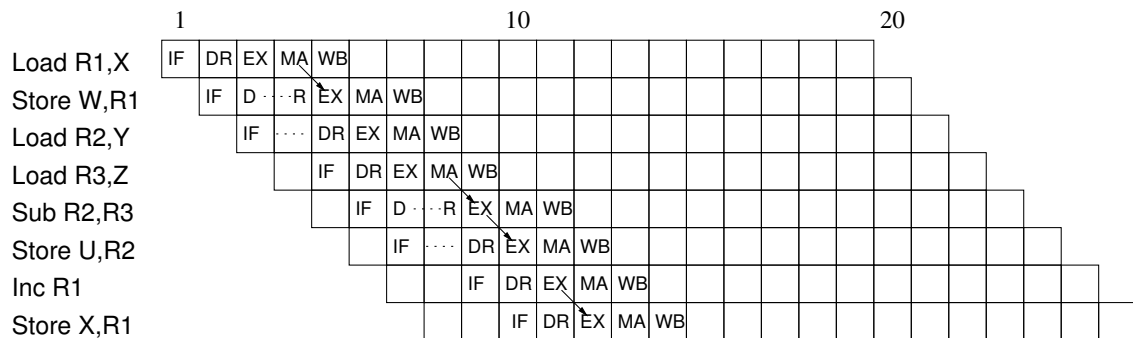 1 10 20
Load R1,X IF DR EX MA WB
Store W,R1 IF D ····R EX MA WB
Load R2,Y IF ···· DR EX MA WB
Load R3,Z IF DR EX MA WB
Sub R2,R3 IF D ····R EX MA WB
Store U,R2 IF ···· DR EX MA WB
Inc R1 IF DR EX MA WB
Store X,R1 IF DR EX MA WB